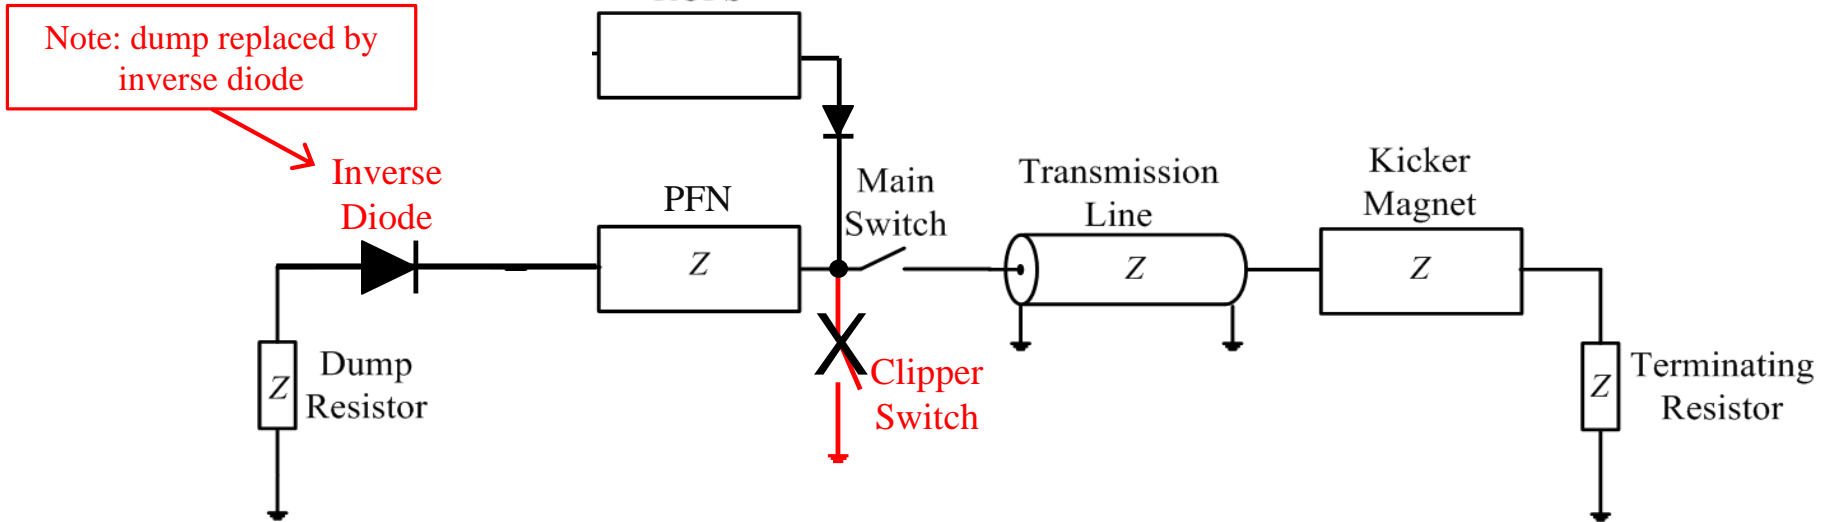 Note: dump replaced by
inverse diode
Inverse
Diode
PFN
Z
Main
Switch
Transmission
Line
Z
Kicker
Magnet
Z
Z
Dump
Resistor
Clipper
Switch
Z
Terminating
Resistor